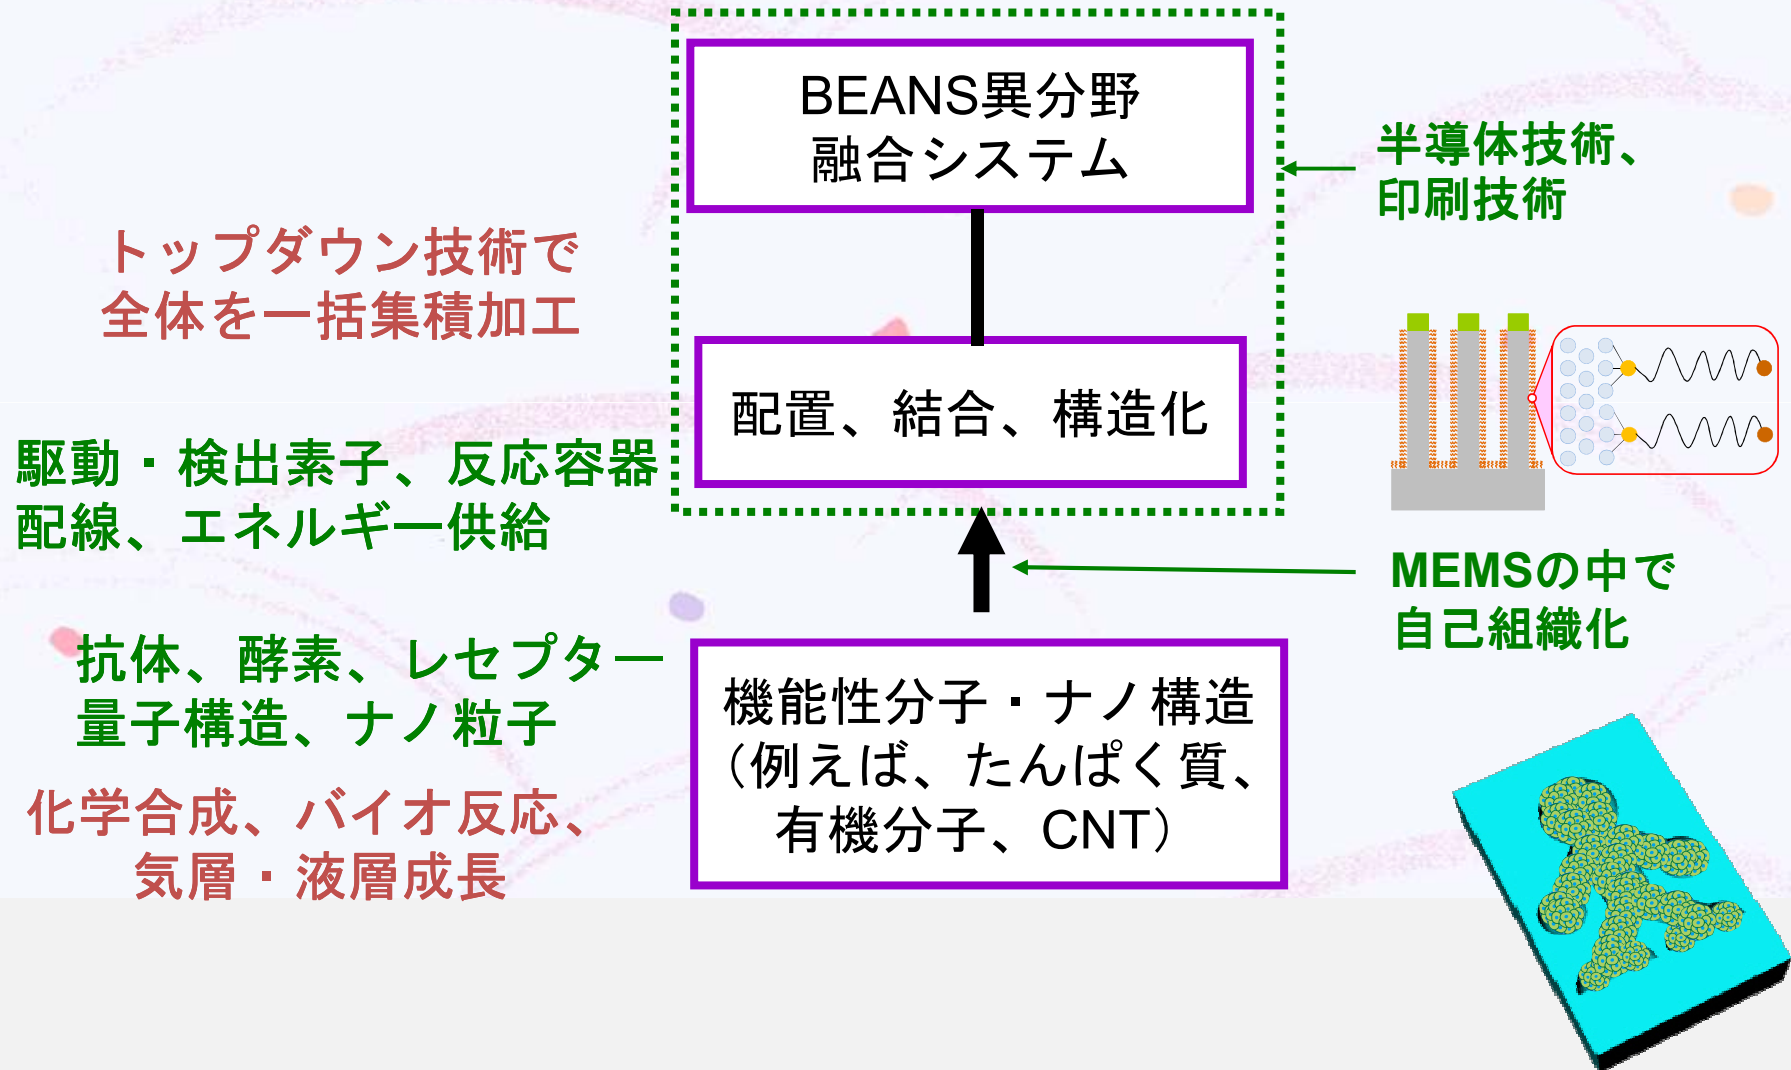 BEANS異分野
融合システム
半導体技術、
印刷技術
トップダウン技術で
全体を一括集積加工
配置、結合、構造化
駆動・検出素子、反応容器
配線、エネルギー供給
MEMSの中で
自己組織化
抗体、酵素、レセプター
量子構造、ナノ粒子
機能性分子・ナノ構造
（例えば、たんぱく質、
有機分子、CNT）
化学合成、バイオ反応、
気層・液層成長